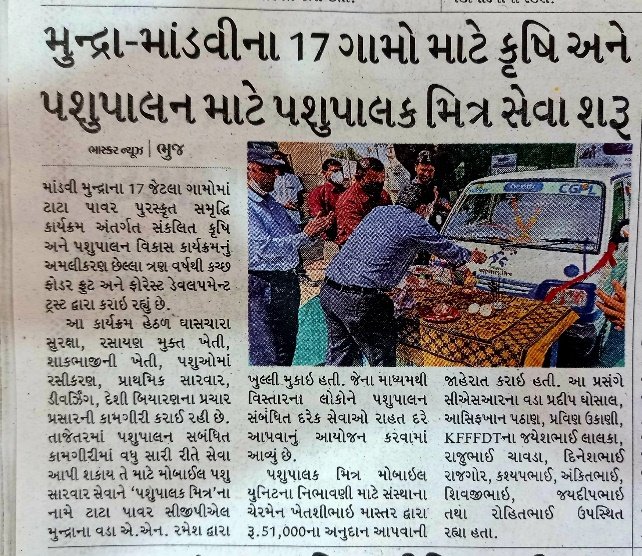 મુન્દ્રા-માંડવીના 17 ગામો માટે કૃષિ અને
પશુપાલન માટે પશુપાલક મિત્ર સેવા શરૂ
ભાસ્કર ન્યૂઝ | ભુજ
માંડવી મુન્દ્રાના 17 જેટલા ગામોમાં
ટાટા પાવર પુરસ્કૃત સમૃદ્ધિ
કાર્યક્રમ અંતર્ગત સંકલિત કૃષિ
અને પશુપાલન વિકાસ કાર્યક્રમનું
અમલીકરણ છેલ્લા ત્રણ વર્ષથી કચ્છ
ફોડર ફ્રુટ અને ફોરેસ્ટ ડેવલપમેન્ટ
ટ્રસ્ટ દ્વારા કરાઇ રહ્યું છે.
આ કાર્યક્રમ હેઠળ ઘાસચારા
સુરક્ષા, રસાયણ મુક્ત ખેતી,
શાકભાજીની ખેતી, પશુઓમાં
રસીકરણ, પ્રાથમિક સારવાર,
ડીવર્મિંગ, દેશી બિયારણના પ્રચાર
પ્રસારની કામગીરી કરાઈ રહી છે.
તાજેતરમાં પશુપાલન સબંધિત
કામગીરીમાં વધુ સારી રીતે સેવા
આપી શકાય તે માટે મોબાઇલ પશુ
સારવાર સેવાને ‘પશુપાલક મિત્ર’ના
નામે ટાટા પાવર સીજીપીએલ
મુન્દ્રાના વડા એ.એન. રમેશ દ્વારા
CGPL
ખુલ્લી મુકાઇ હતી. જેના માધ્યમથી
વિસ્તારના લોકોને પશુપાલન
સંબધિત દરેક સેવાઓ રાહત દરે
આપવાનું આયોજન કરવામાં
આવ્યું છે.
પશુપાલક મિત્ર મોબાઇલ
યુનિટના નિભાવણી માટે સંસ્થાના
ચેરમેન ખેતશીભાઇ માસ્તર દ્વારા
રૂ.51,000ના અનુદાન આપવાની
જાહેરાત કરાઇ હતી. આ પ્રસંગે
સીએસઆરના વડા પ્રદીપ ઘોસાલ,
આસિફખાન પઠાણ, પ્રવિણ ઉકાણી,
KFFFDTના જયેશભાઈ લાલકા,
રાજુભાઈ ચાવડા, દિનેશભાઈ
રાજગોર, કશ્યપભાઈ, અંકિતભાઈ,
શિવજીભાઈ, જયદીપભાઈ
તથા રોહિતભાઈ ઉપસ્થિત
રહ્યા હતા.